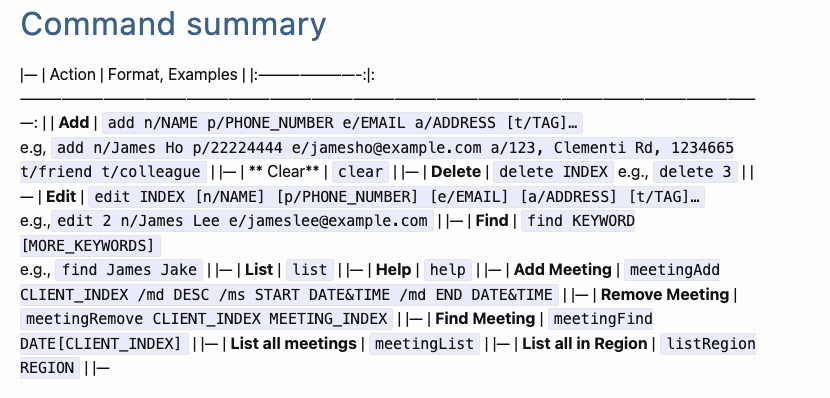 Command summary
|— | Action | Format, Examples | |:———————-:|:
————————————————————————————————————————————————————
—: | | Add | add n/NAME p/PHONE_NUMBER e/EMAIL a/ADDRESS [t/TAG]…
e.g, add n/James Ho p/22224444 e/jamesho@example.com a/123, Clementi Rd, 1234665
t/friend t/colleague | |— | ** Clear** | clear | |— | Delete | delete INDEX e.g., delete 3 | |
— | Edit | edit INDEX [n/NAME] [p/PHONE_NUMBER] [e/EMAIL] [a/ADDRESS] [t/TAG]…
e.g., edit 2 n/James Lee e/jameslee@example.com | |— | Find | find KEYWORD
[MORE_KEYWORDS]
e.g., find James Jake | |— | List | list | |— | Help | help | |— | Add Meeting | meetingAdd
CLIENT_INDEX /md DESC /ms START DATE&TIME /md END DATE&TIME | |— | Remove Meeting |
meetingRemove CLIENT_INDEX MEETING_INDEX | |— | Find Meeting | meetingFind
DATE[CLIENT_INDEX] | |— | List all meetings | meetingList | |— | List all in Region | listRegion
REGION | |—